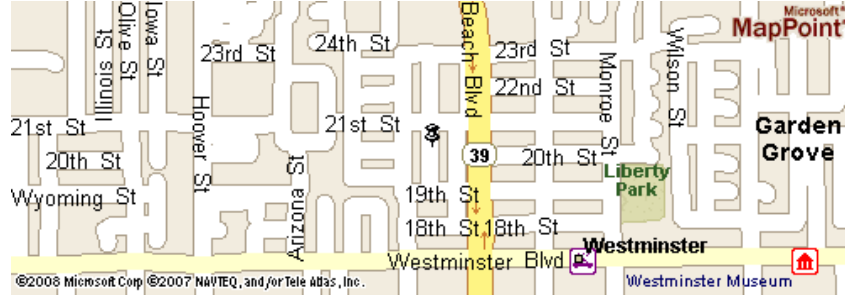 Microsoft®
MapPoint®
Illinois St
Olive St
Iowa St
23rd St
24th St
Beach Blvd
23rd St
22nd St
Monroe St
Wilson St
Hoover St
21st St
21st St
Garden
Grove
20th St
39
20th St
Arizona St
Liberty
Park
Wyoming St
19th St
18th St
18th St
Westminster
Westminster Blvd
©2008 Microsoft Corp ©2007 NAVTEQ, and/or Tele Atlas, Inc.
Westminster Museum